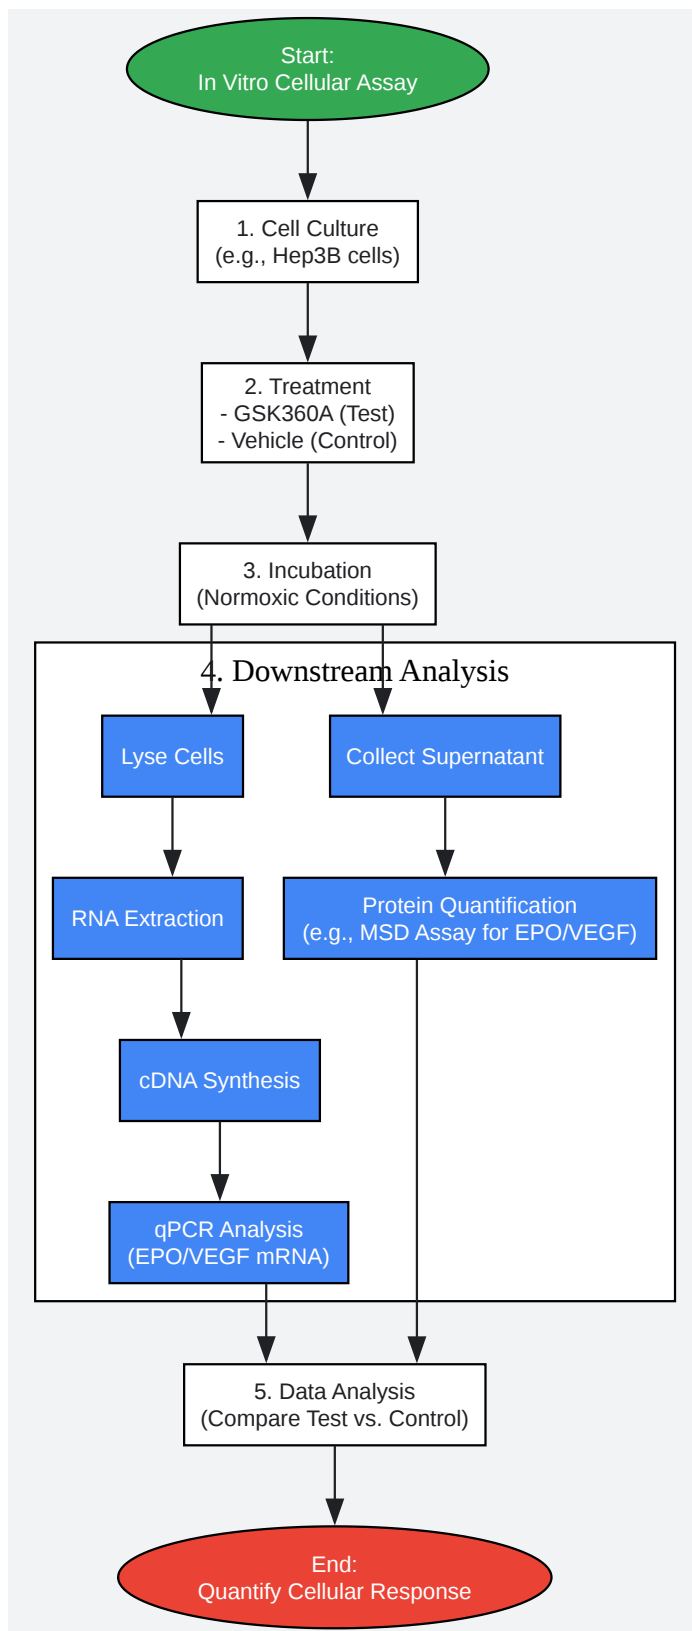 Start:
In Vitro Cellular Assay
1. Cell Culture
(e.g., Hep3B cells)
2. Treatment
- GSK360A (Test)
- Vehicle (Control)
3. Incubation
(Normoxic Conditions)
4. Downstream Analysis
Lyse Cells
Collect Supernatant
RNA Extraction
Protein Quantification
(e.g., MSD Assay for EPO/VEGF)
cDNA Synthesis
qPCR Analysis
(EPO/VEGF mRNA)
5. Data Analysis
(Compare Test vs. Control)
End:
Quantify Cellular Response